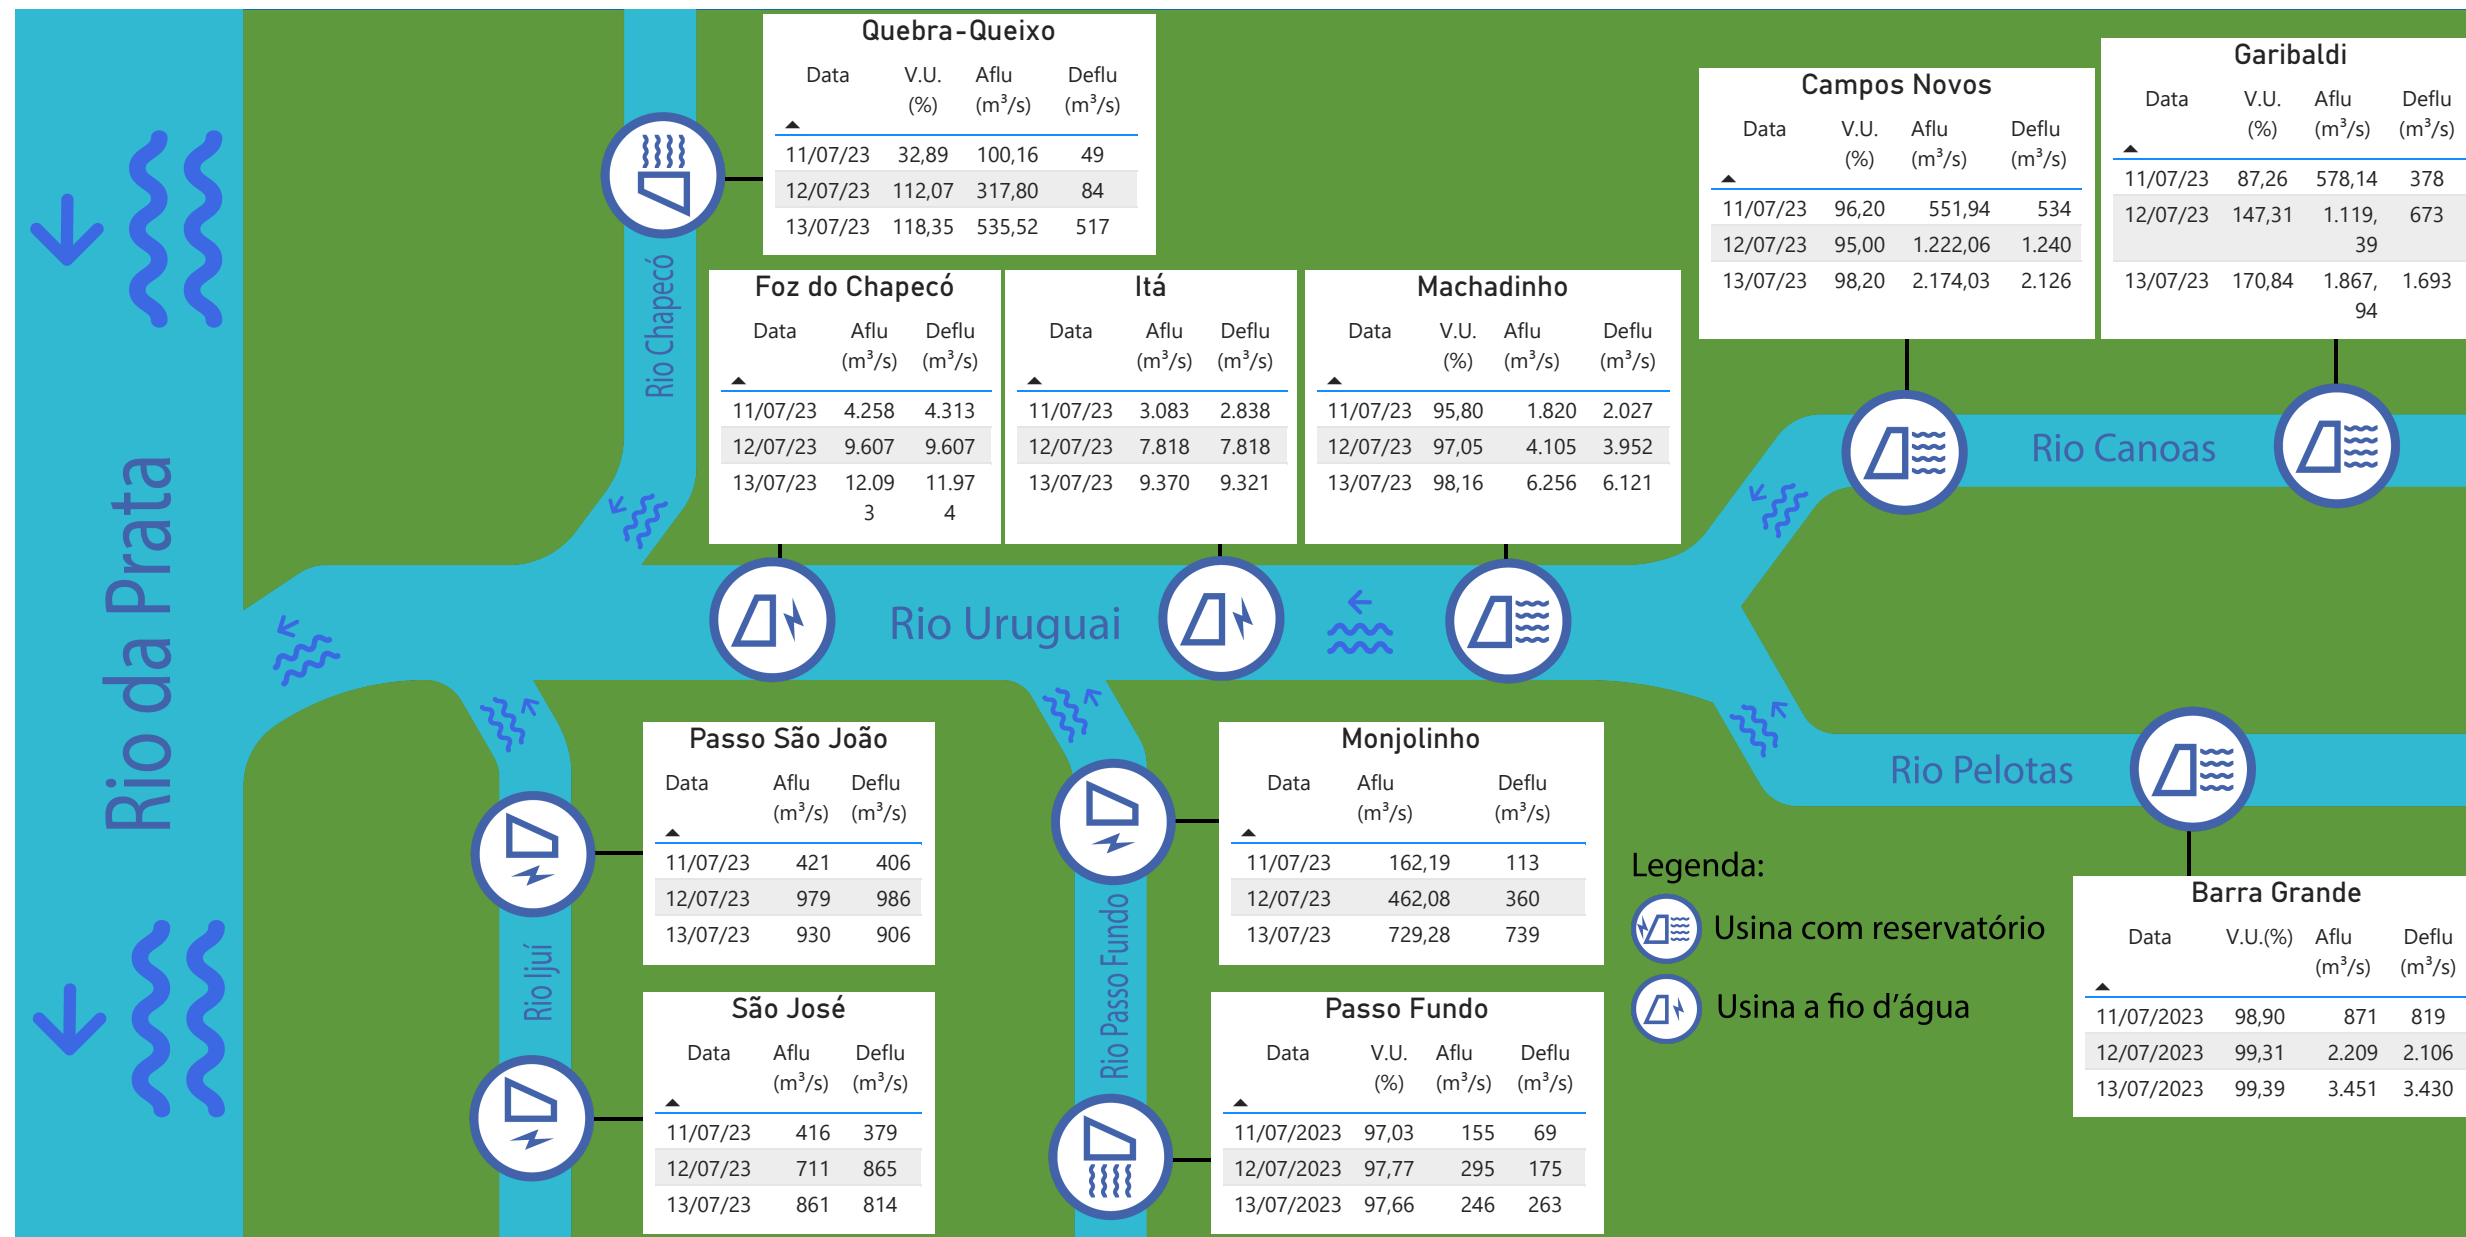 Quebra-Queixo
Data V.U. (%) Aflu (m³/s) Deflu (m³/s)
11/07/23 32,89 100,16 49
12/07/23 112,07 317,80 84
13/07/23 118,35 535,52 517
Campos Novos
Data V.U. (%) Aflu (m³/s) Deflu (m³/s)
11/07/23 96,20 551,94 534
12/07/23 95,00 1.222,06 1.240
13/07/23 98,20 2.174,03 2.126
Garibaldi
Data V.U. (%) Aflu (m³/s) Deflu (m³/s)
11/07/23 87,26 578,14 378
12/07/23 147,31 1.119,39 673
13/07/23 170,84 1.867,94 1.693
Rio Chapecó
Foz do Chapecó
Data Aflu (m³/s) Deflu (m³/s)
11/07/23 4.258 4.313
12/07/23 9.607 9.607
13/07/23 12.093 11.974
Itá
Data Aflu (m³/s) Deflu (m³/s)
11/07/23 3.083 2.838
12/07/23 7.818 7.818
13/07/23 9.370 9.321
Machadinho
Data V.U. (%) Aflu (m³/s) Deflu (m³/s)
11/07/23 95,80 1.820 2.027
12/07/23 97,05 4.105 3.952
13/07/23 98,16 6.256 6.121
Rio Canoas
Rio da Prata
Rio Uruguai
Rio Pelotas
Passo São João
Data Aflu (m³/s) Deflu (m³/s)
11/07/23 421 406
12/07/23 979 986
13/07/23 930 906
Monjolinho
Data Aflu (m³/s) Deflu (m³/s)
11/07/23 162,19 113
12/07/23 462,08 360
13/07/23 729,28 739
Legenda:
Usina com reservatório
Usina a fio d'água
Barra Grande
Data V.U.(%) Aflu (m³/s) Deflu (m³/s)
11/07/2023 98,90 871 819
12/07/2023 99,31 2.209 2.106
13/07/2023 99,39 3.451 3.430
Rio Ijuí
Rio Passo Fundo
São José
Data Aflu (m³/s) Deflu (m³/s)
11/07/23 416 379
12/07/23 711 865
13/07/23 861 814
Passo Fundo
Data V.U. (%) Aflu (m³/s) Deflu (m³/s)
11/07/2023 97,03 155 69
12/07/2023 97,77 295 175
13/07/2023 97,66 246 263